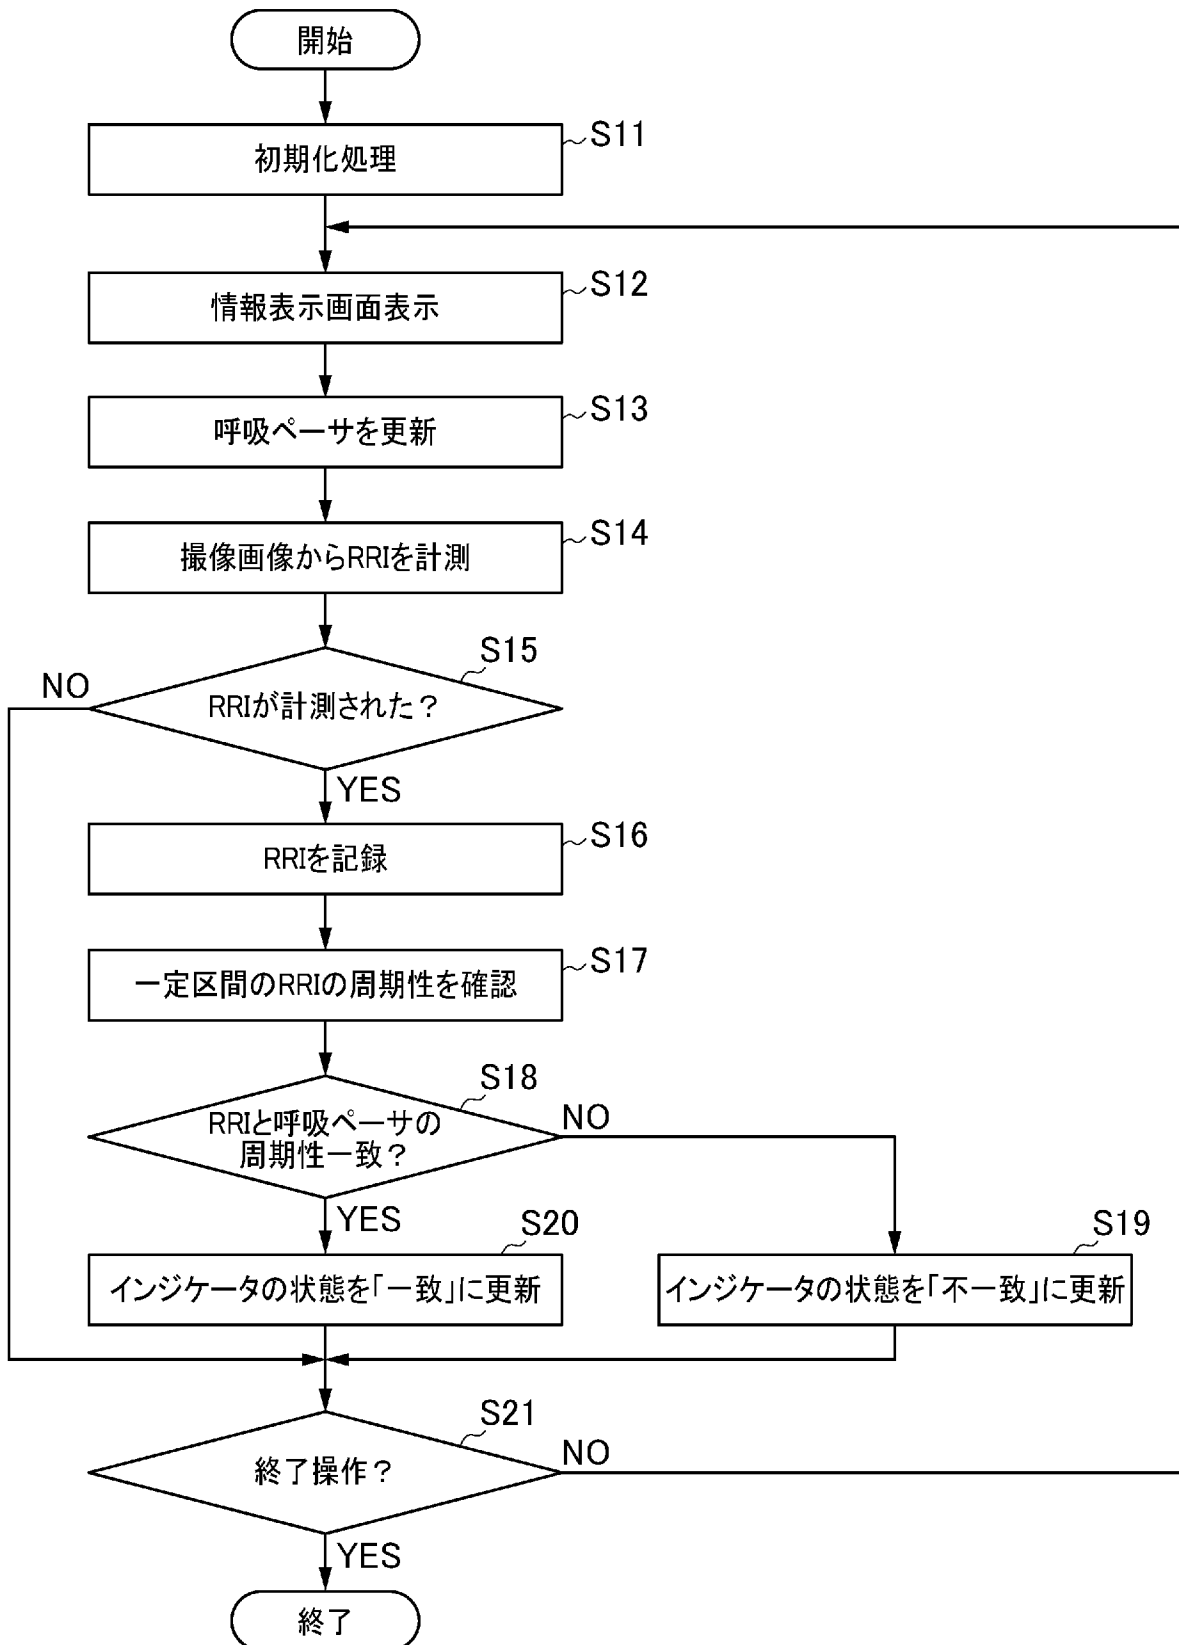 開始
S11
初期化処理
S12
情報表示画面表示
S13
呼吸ペーサを更新
S14
撮像画像からRRIを計測
S15
NO
RRIが計測された？
YES
S16
RRIを記録
S17
一定区間のRRIの周期性を確認
S18
NO
RRIと呼吸ペーサの
周期性一致？
YES
S20
S19
インジケータの状態を「一致」に更新
インジケータの状態を「不一致」に更新
S21
NO
終了操作？
YES
終了